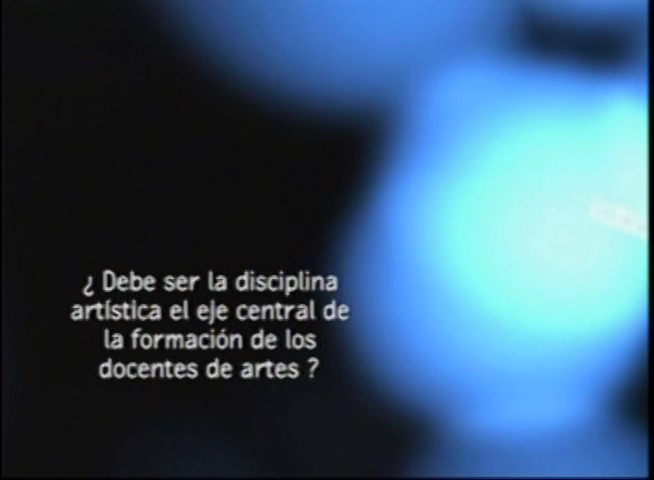 ¿ Debe ser la disciplina
artística el eje central de
la formación de los
docentes de artes ?